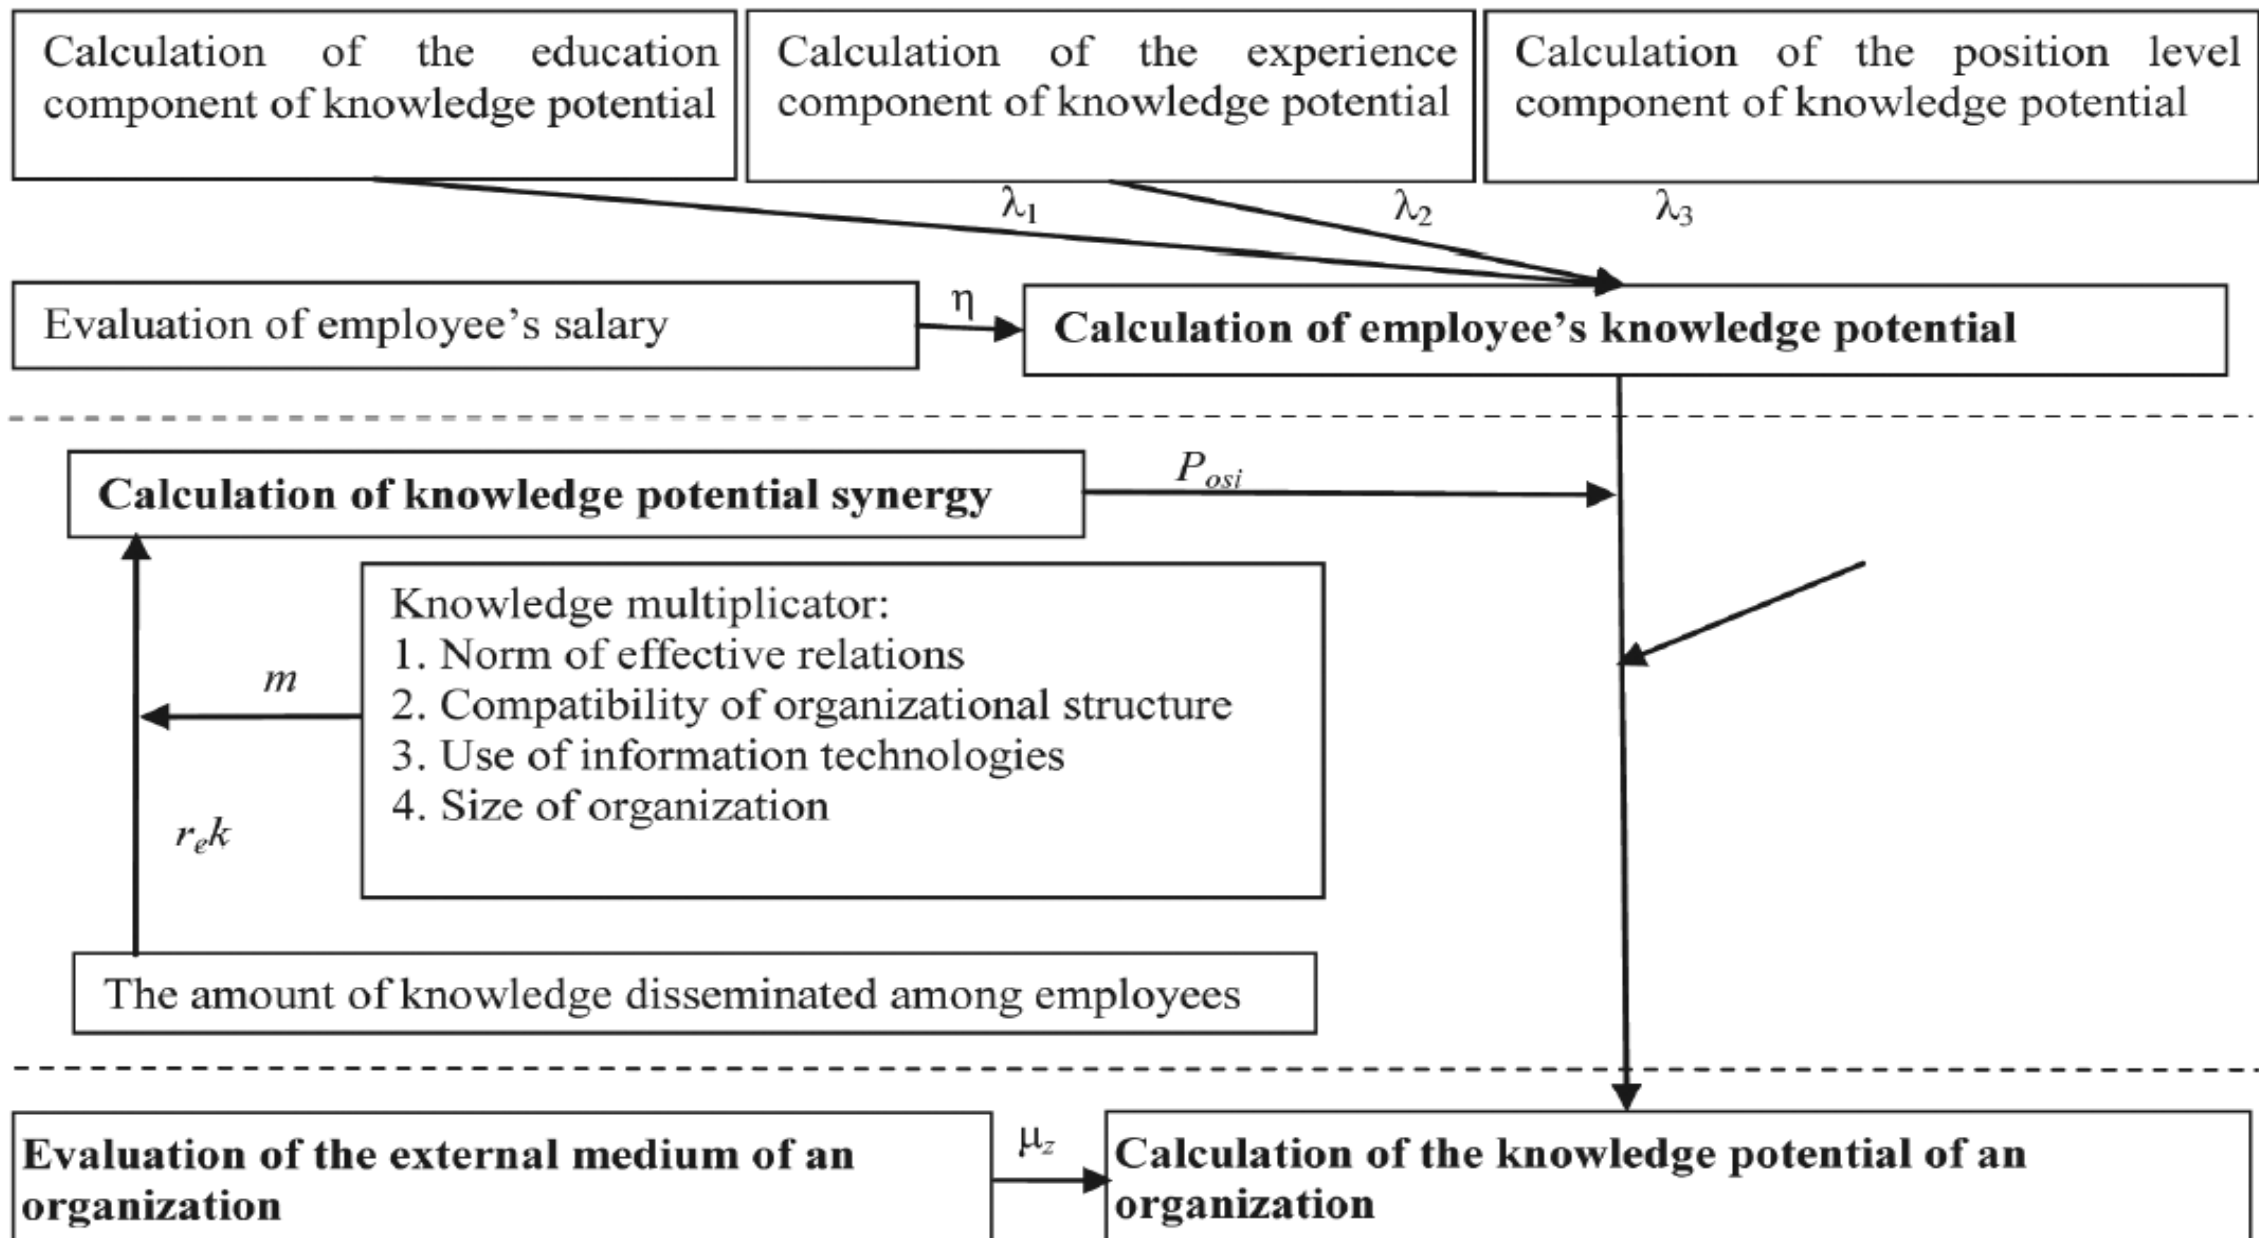 Calculation of the education
component of knowledge potential
Calculation of the experience
component of knowledge potential
Calculation of the position level
component of knowledge potential
λ1
λ2
λ3
Evaluation of employee’s salary
η
Calculation of employee’s knowledge potential
Calculation of knowledge potential synergy
Posi
Knowledge multiplicator:
1. Norm of effective relations
2. Compatibility of organizational structure
3. Use of information technologies
4. Size of organization
m
rek
The amount of knowledge disseminated among employees
Evaluation of the external medium of an
organization
μz
Calculation of the knowledge potential of an
organization